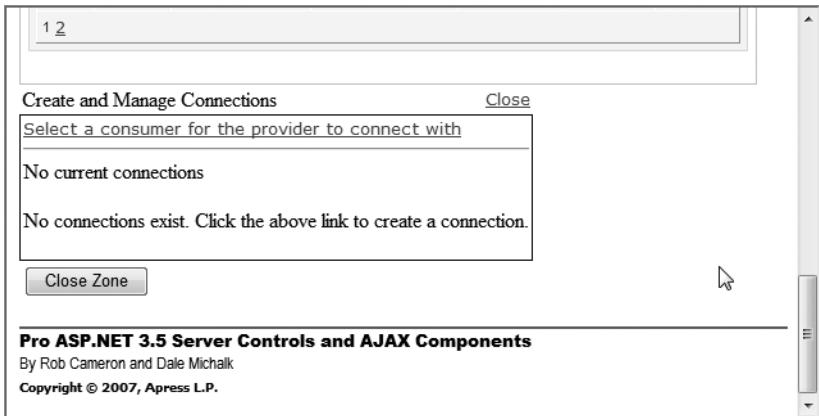 1 2
Create and Manage Connections Close
Select a consumer for the provider to connect with
No current connections
No connections exist. Click the above link to create a connection.
Close Zone
Pro ASP.NET 3.5 Server Controls and AJAX Components
By Rob Cameron and Dale Michalk
Copyright © 2007, Apress L.P.